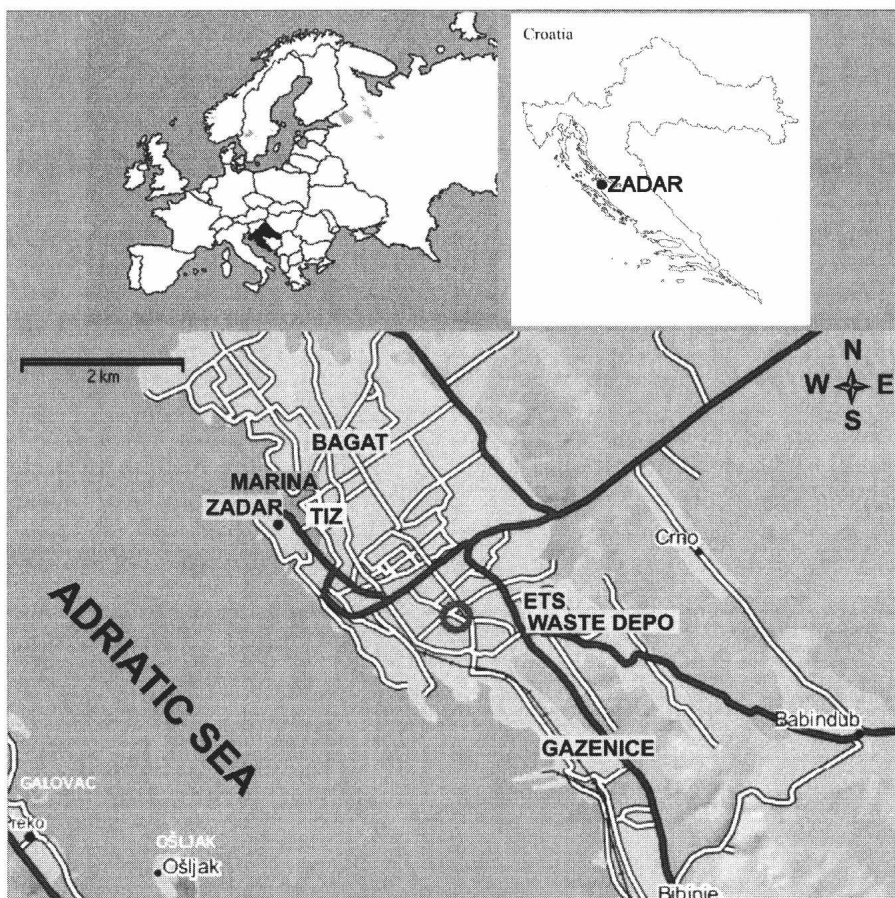 Croatia
ZADAR
2 km
N
W E
S
BAGAT
MARINA
ZADAR
TIZ
Crno
ETS
WASTE DEPO
ADRIATIC SEA
Babindub
GAZENICE
GALOVAC
Preko
OŠLJAK
Ošljak
Bibinje